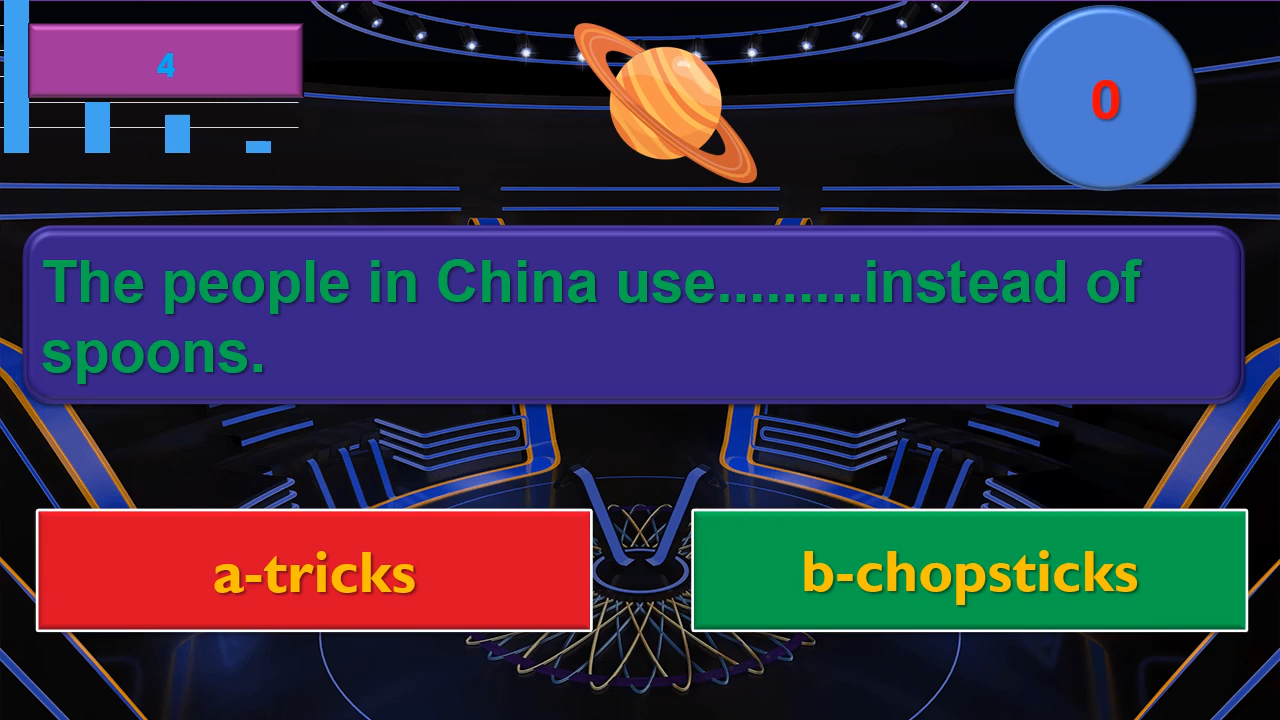 4
0
The people in China use.........instead of
spoons.
a-tricks
b-chopsticks